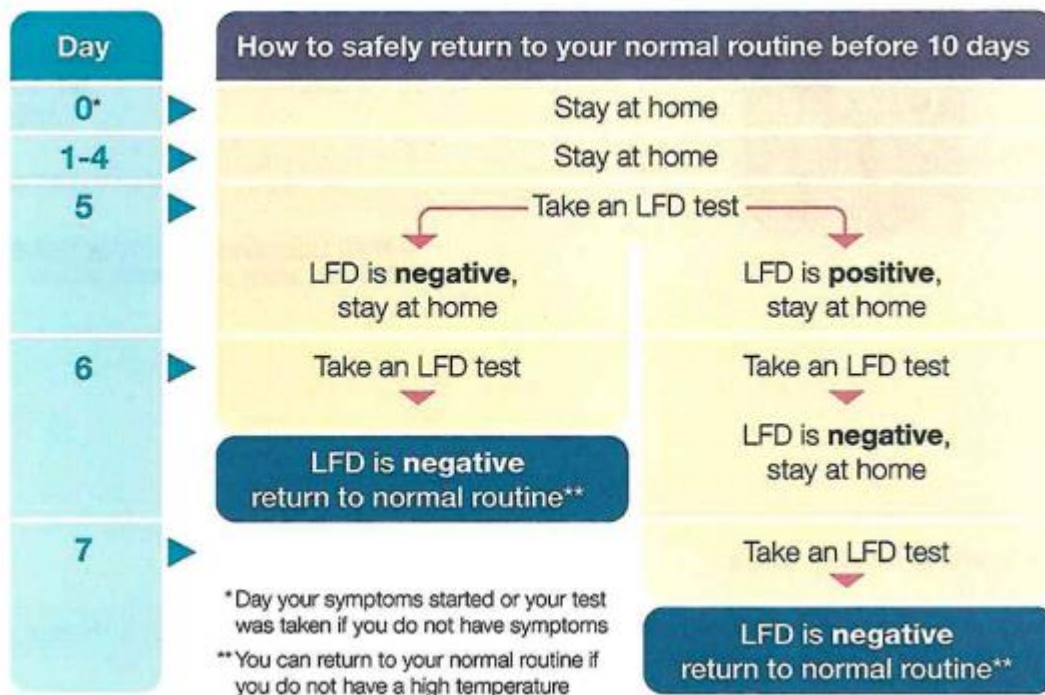 Day
How to safely return to your normal routine before 10 days
0*
Stay at home
1-4
Stay at home
5
Take an LFD test
LFD is negative,
stay at home
LFD is positive,
stay at home
6
Take an LFD test
Take an LFD test
LFD is negative
return to normal routine**
LFD is negative,
stay at home
7
Take an LFD test
*Day your symptoms started or your test
was taken if you do not have symptoms
**You can return to your normal routine if
you do not have a high temperature
LFD is negative
return to normal routine**